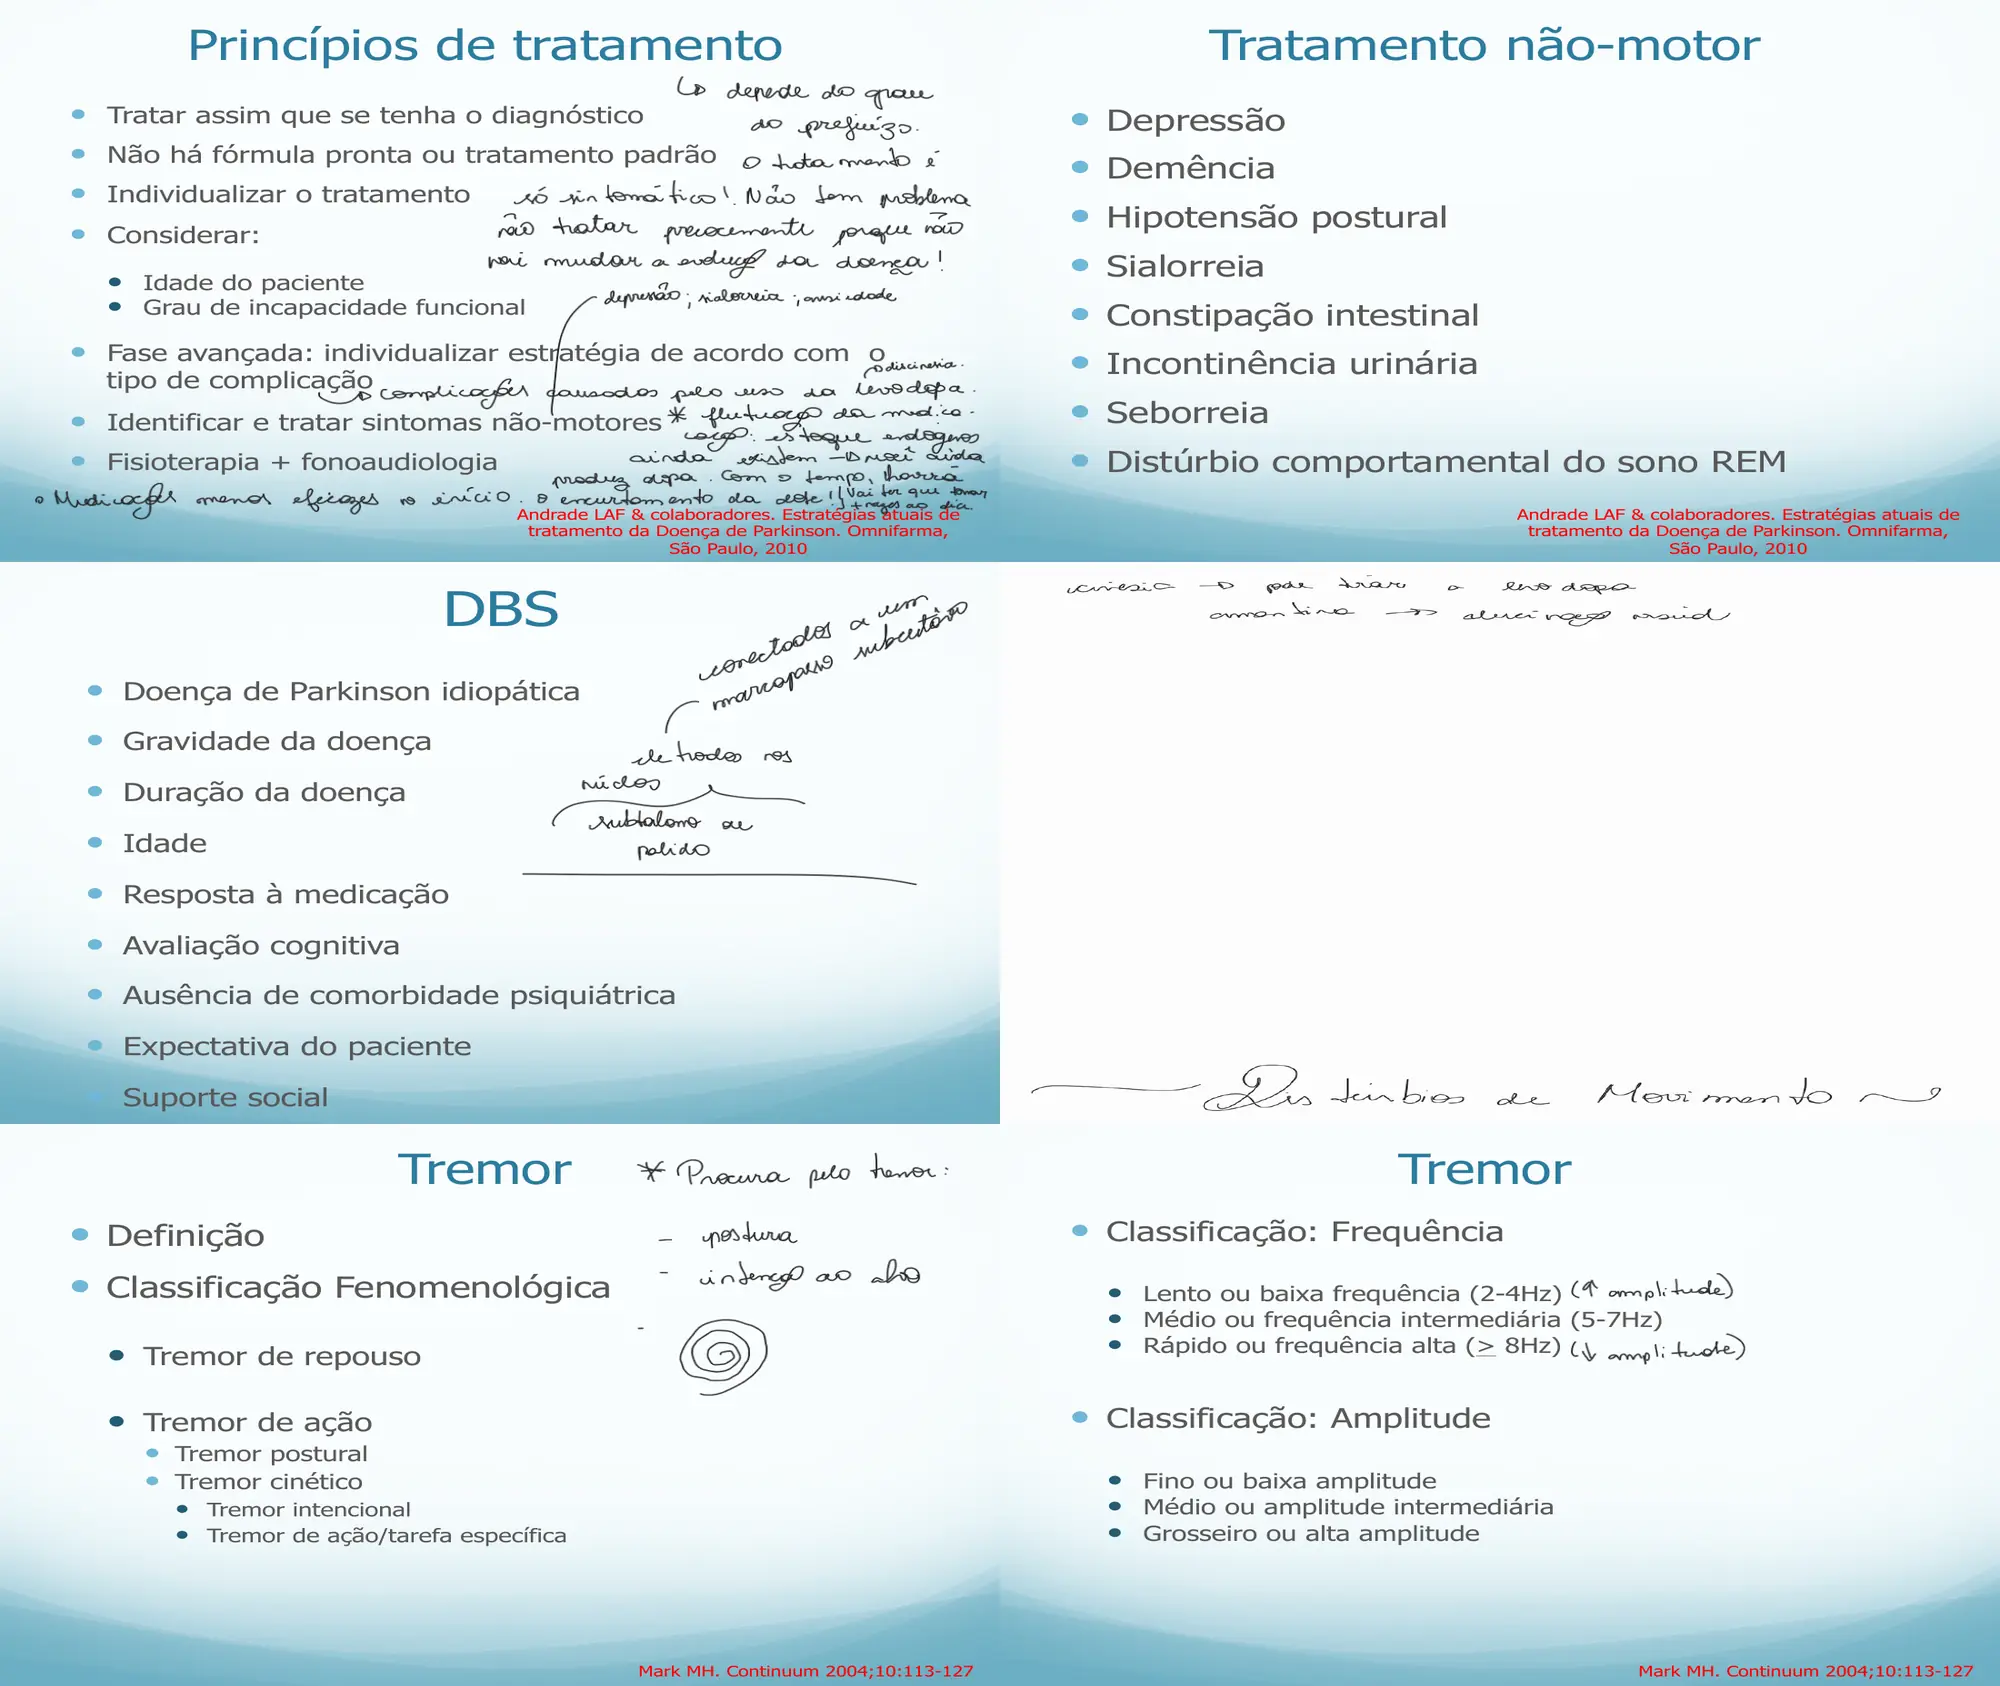 Princípios de tratamento
↳ depende do grau
do prejuízo.
• Tratar assim que se tenha o diagnóstico
• Não há fórmula pronta ou tratamento padrão
o tratamento é
• Individualizar o tratamento
só sintomático! Não tem problema
não tratar precocemente porque não
vai mudar a evolução da doença!
• Considerar:
• Idade do paciente
• Grau de incapacidade funcional
depressão; sialorreia; ansiedade
• Fase avançada: individualizar estratégia de acordo com o
tipo de complicação
discinesia.
complicações causadas pelo uso da levodopa.
• Identificar e tratar sintomas não-motores
* flutuação da medica-
ção: estoque endógeno
ainda existem → ainda
produz dopa. Com o tempo, haverá
o encurtamento da dose! Vai ter que tomar
+ vezes ao dia
• Fisioterapia + fonoaudiologia
Medicações menos eficazes no início.
Andrade LAF & colaboradores. Estratégias atuais de
tratamento da Doença de Parkinson. Omnifarma,
São Paulo, 2010
Tratamento não-motor
• Depressão
• Demência
• Hipotensão postural
• Sialorreia
• Constipação intestinal
• Incontinência urinária
• Seborreia
• Distúrbio comportamental do sono REM
Andrade LAF & colaboradores. Estratégias atuais de
tratamento da Doença de Parkinson. Omnifarma,
São Paulo, 2010
DBS
conectados a um
marcapasso subcutâneo
eletrodos nos
núcleos
subtalamo ou
palido
• Doença de Parkinson idiopática
• Gravidade da doença
• Duração da doença
• Idade
• Resposta à medicação
• Avaliação cognitiva
• Ausência de comorbidade psiquiátrica
• Expectativa do paciente
• Suporte social
→ pode tirar a levodopa
amantina → alucinação
Distúrbios de Movimento
Tremor
* Procura pelo tremor:
- postura
- intenção ao alvo
-
• Definição
• Classificação Fenomenológica
• Tremor de repouso
• Tremor de ação
• Tremor postural
• Tremor cinético
• Tremor intencional
• Tremor de ação/tarefa específica
Mark MH. Continuum 2004;10:113-127
Tremor
• Classificação: Frequência
• Lento ou baixa frequência (2-4Hz) (↑ amplitude)
• Médio ou frequência intermediária (5-7Hz)
• Rápido ou frequência alta (≥ 8Hz) (↓ amplitude)
• Classificação: Amplitude
• Fino ou baixa amplitude
• Médio ou amplitude intermediária
• Grosseiro ou alta amplitude
Mark MH. Continuum 2004;10:113-127